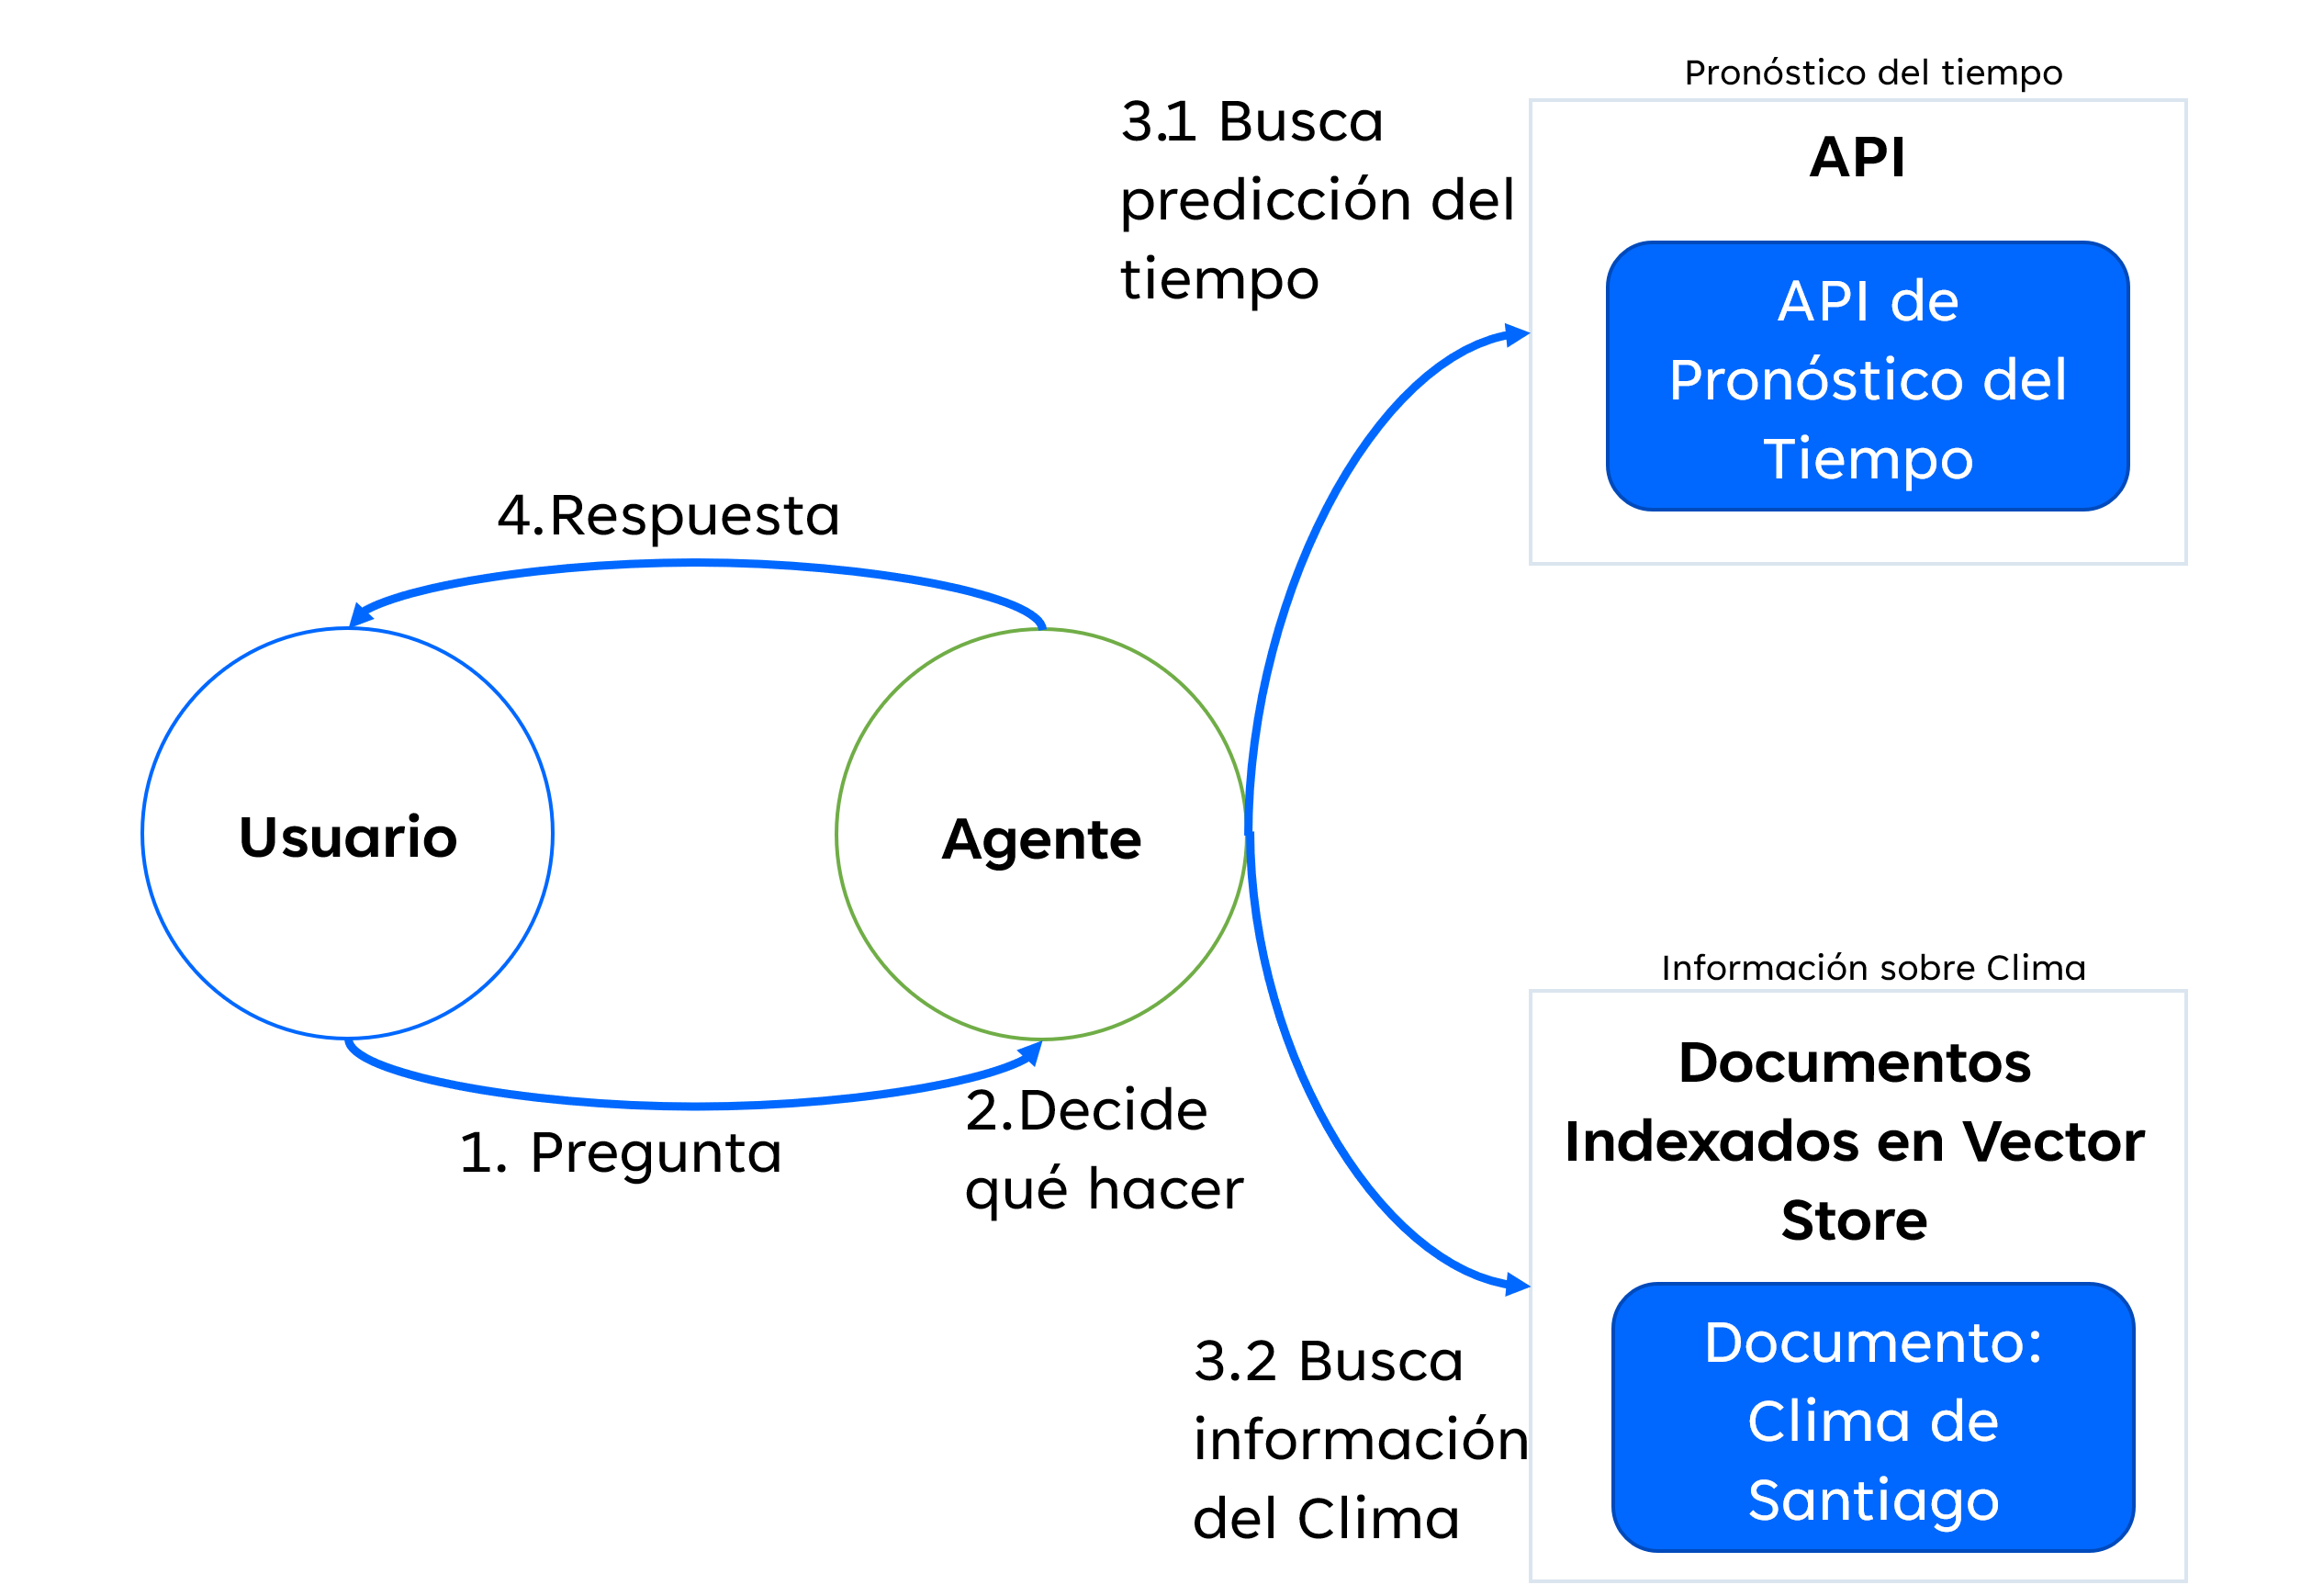 Pronóstico del tiempo
3.1 Busca
predicción del
tiempo
API
API de
Pronóstico del
Tiempo
4.Respuesta
Usuario
Agente
1. Pregunta
2.Decide
qué hacer
Información sobre Clima
Documentos
Indexados en Vector
Store
3.2 Busca
información
del Clima
Documento:
Clima de
Santiago